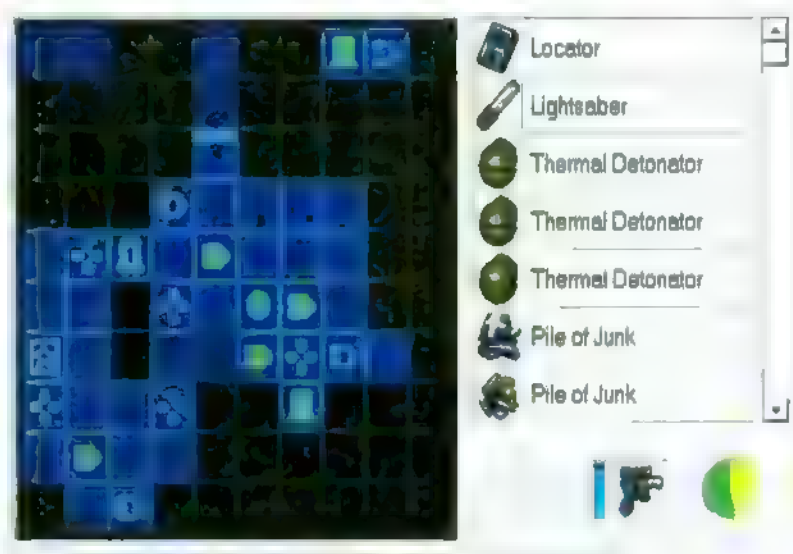 Locator
Lightsaber
Thermal Detonator
Thermal Detonator
Thermal Detonator
Pile of Junk
Pile of Junk